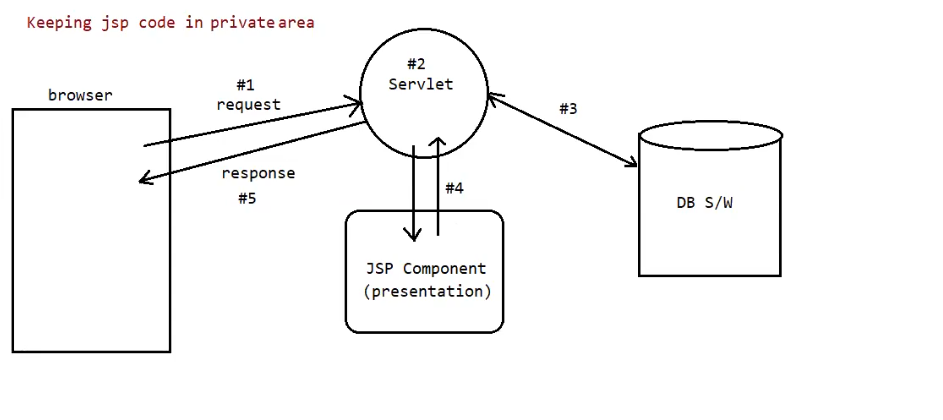 Keeping jsp code in private area
browser
#1
request
#2
Servlet
#3
response
#5
#4
DB S/W
JSP Component
(presentation)